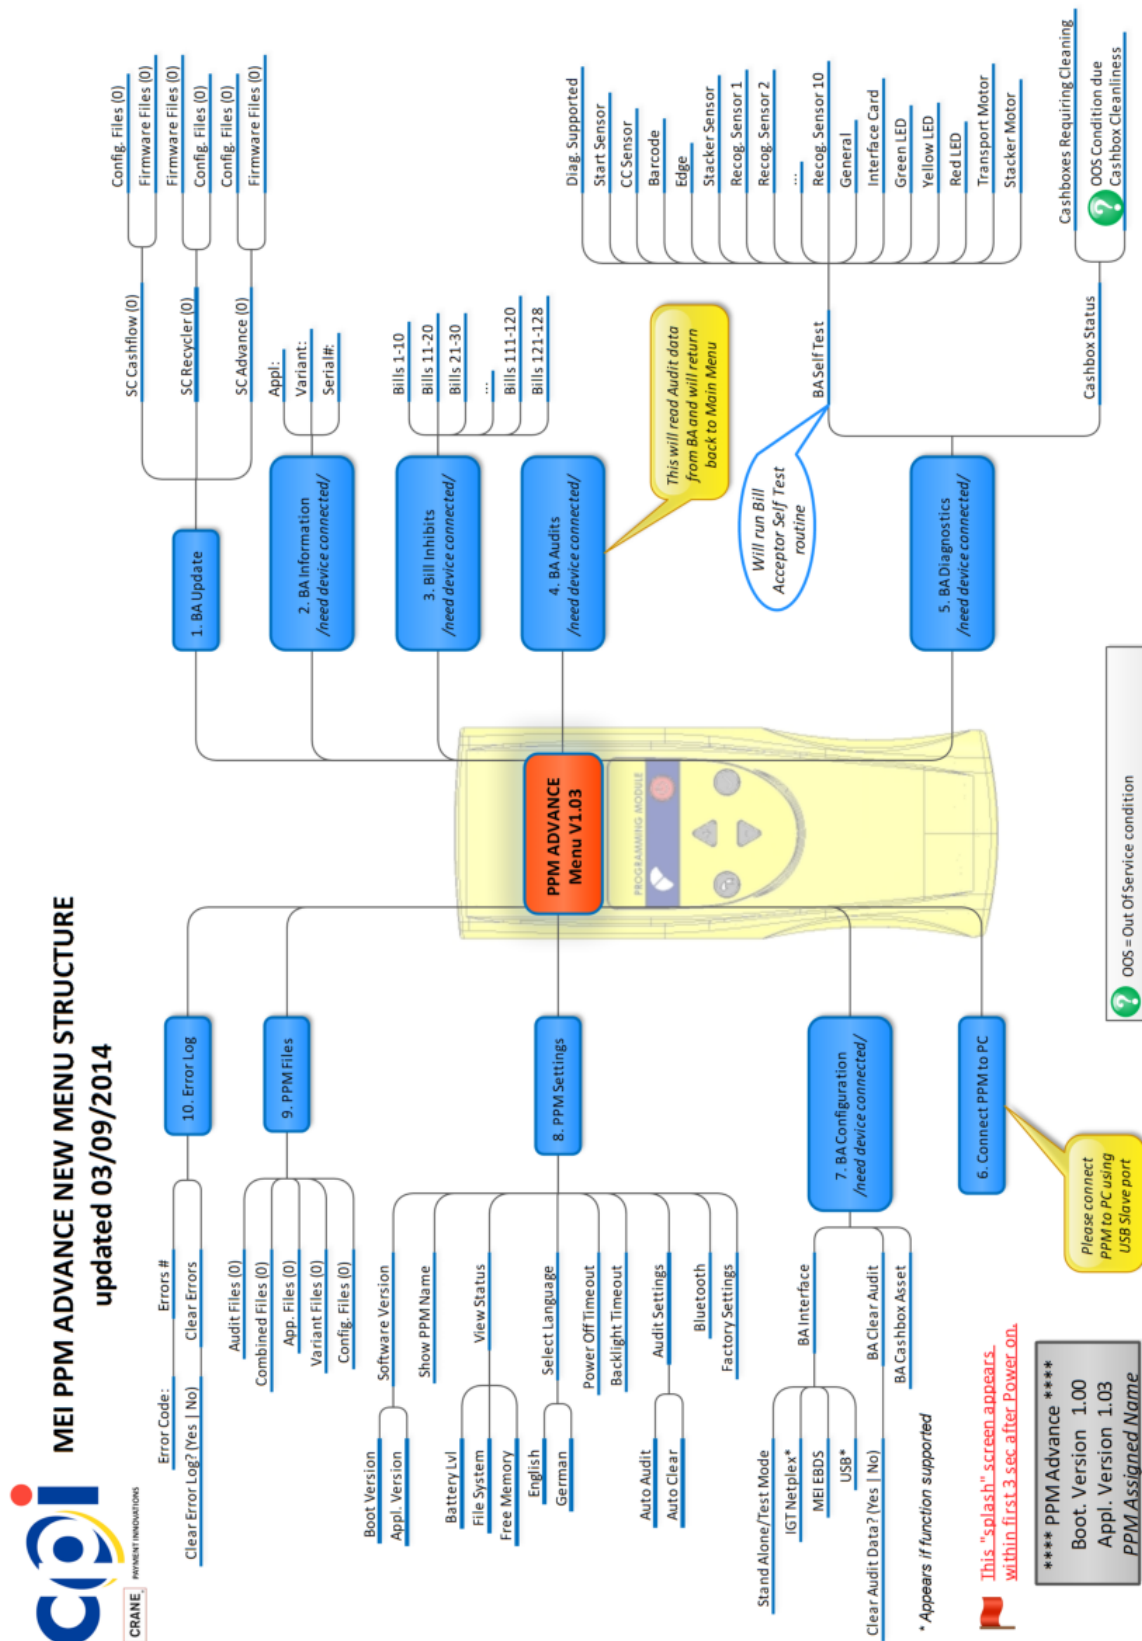 cpi
CRANE.
PAYMENT INNOVATIONS
MEI PPM ADVANCE NEW MENU STRUCTURE
updated 03/09/2014
PPM ADVANCE
Menu V1.03
PROGRAMMING MODULE
1. BA Update
SC Cashflow (0)
Config. Files (0)
Firmware Files (0)
SC Recycler (0)
Firmware Files (0)
Config. Files (0)
SC Advance (0)
Config. Files (0)
Firmware Files (0)
2. BA Information
/need device connected/
Appl:
Variant:
Serial#:
3. Bill Inhibits
/need device connected/
Bills 1-10
Bills 11-20
Bills 21-30
...
Bills 111-120
Bills 121-128
4. BA Audits
/need device connected/
This will read Audit data
from BA and will return
back to Main Menu
5. BA Diagnostics
/need device connected/
BA Self Test
Will run Bill
Acceptor Self Test
routine
Diag. Supported
Start Sensor
CC Sensor
Barcode
Edge
Stacker Sensor
Recog. Sensor 1
Recog. Sensor 2
...
Recog. Sensor 10
General
Interface Card
Green LED
Yellow LED
Red LED
Transport Motor
Stacker Motor
Cashbox Status
Cashboxes Requiring Cleaning
?
OOS Condition due
Cashbox Cleanliness
10. Error Log
Errors #
Error Code:
Clear Errors
Clear Error Log? (Yes | No)
9. PPM Files
Audit Files (0)
Combined Files (0)
App. Files (0)
Variant Files (0)
Config. Files (0)
8. PPM Settings
Software Version
Boot Version
Appl. Version
Show PPM Name
View Status
Battery Lvl
File System
Free Memory
Select Language
English
German
Power Off Timeout
Backlight Timeout
Audit Settings
Auto Audit
Auto Clear
Bluetooth
Factory Settings
7. BA Configuration
/need device connected/
BA Interface
Stand Alone/Test Mode
IGT Netplex*
MEI EBDS
USB*
BA Clear Audit
Clear Audit Data? (Yes | No)
BA Cashbox Asset
6. Connect PPM to PC
Please connect
PPM to PC using
USB Slave port
* Appears if function supported
This "splash" screen appears
within first 3 sec after Power on.
**** PPM Advance ****
Boot. Version 1.00
Appl. Version 1.03
PPM Assigned Name
?
OOS = Out Of Service condition